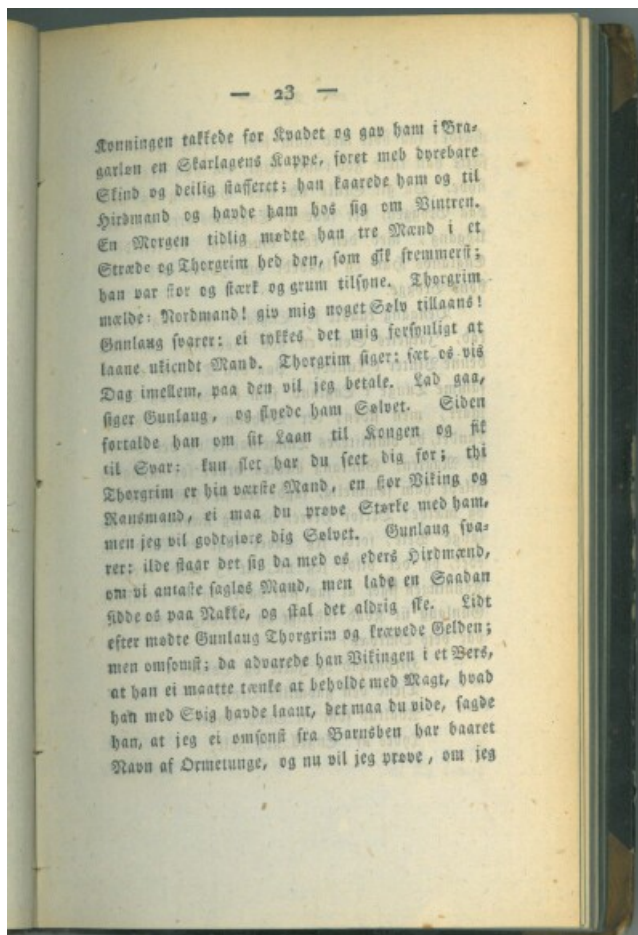 — 23 —
Konningen takkede for Kvadet og gav ham i Bra-
garløn en Skarlagens Kappe, foret med dyrebare
Skind og deilig stafferet; han kaarede ham og til
Hirdmand og havde ham hos sig om Vintren.
En Morgen tidlig mødte han tre Mænd i et
Stræde og Thorgrim hed den, som gik fremmerst;
han var stor og stærk og grum tilsyne. Thorgrim
mælde: Nordmand! giv mig noget Sølv tillaans!
Gunlaug svarer: ei tykkes det mig forsynligt at
laane ukiendt Mand. Thorgrim siger: sæt os vis
Dag imellem, paa den vil jeg betale. Lad gaa,
siger Gunlaug, og flyede ham Sølvet. Siden
fortalde han om sit Laan til Kongen og fik
til Svar: kun slet har du seet dig for; thi
Thorgrim er hin værste Mand, en stor Viking og
Ransmand, ei maa du prøve Størke med ham,
men jeg vil godtgiøre dig Sølvet. Gunlaug sva-
rer: ilde staar det sig da med os eders Hirdmænd,
om vi antaste sagløs Mand, men lade en Saadan
sidde os paa Nakke, og skal det aldrig ske. Lidt
efter mødte Gunlaug Thorgrim og krævede Gelden;
men omsomst; da advarede han Vikingen i et Vers,
at han ei maatte tænke at beholde med Magt, hvad
han med Svig havde laant, det maa du vide, sagde
han, at jeg ei omsonst fra Barnsben har baaret
Navn af Ormetunge, og nu vil jeg prøve, om jeg